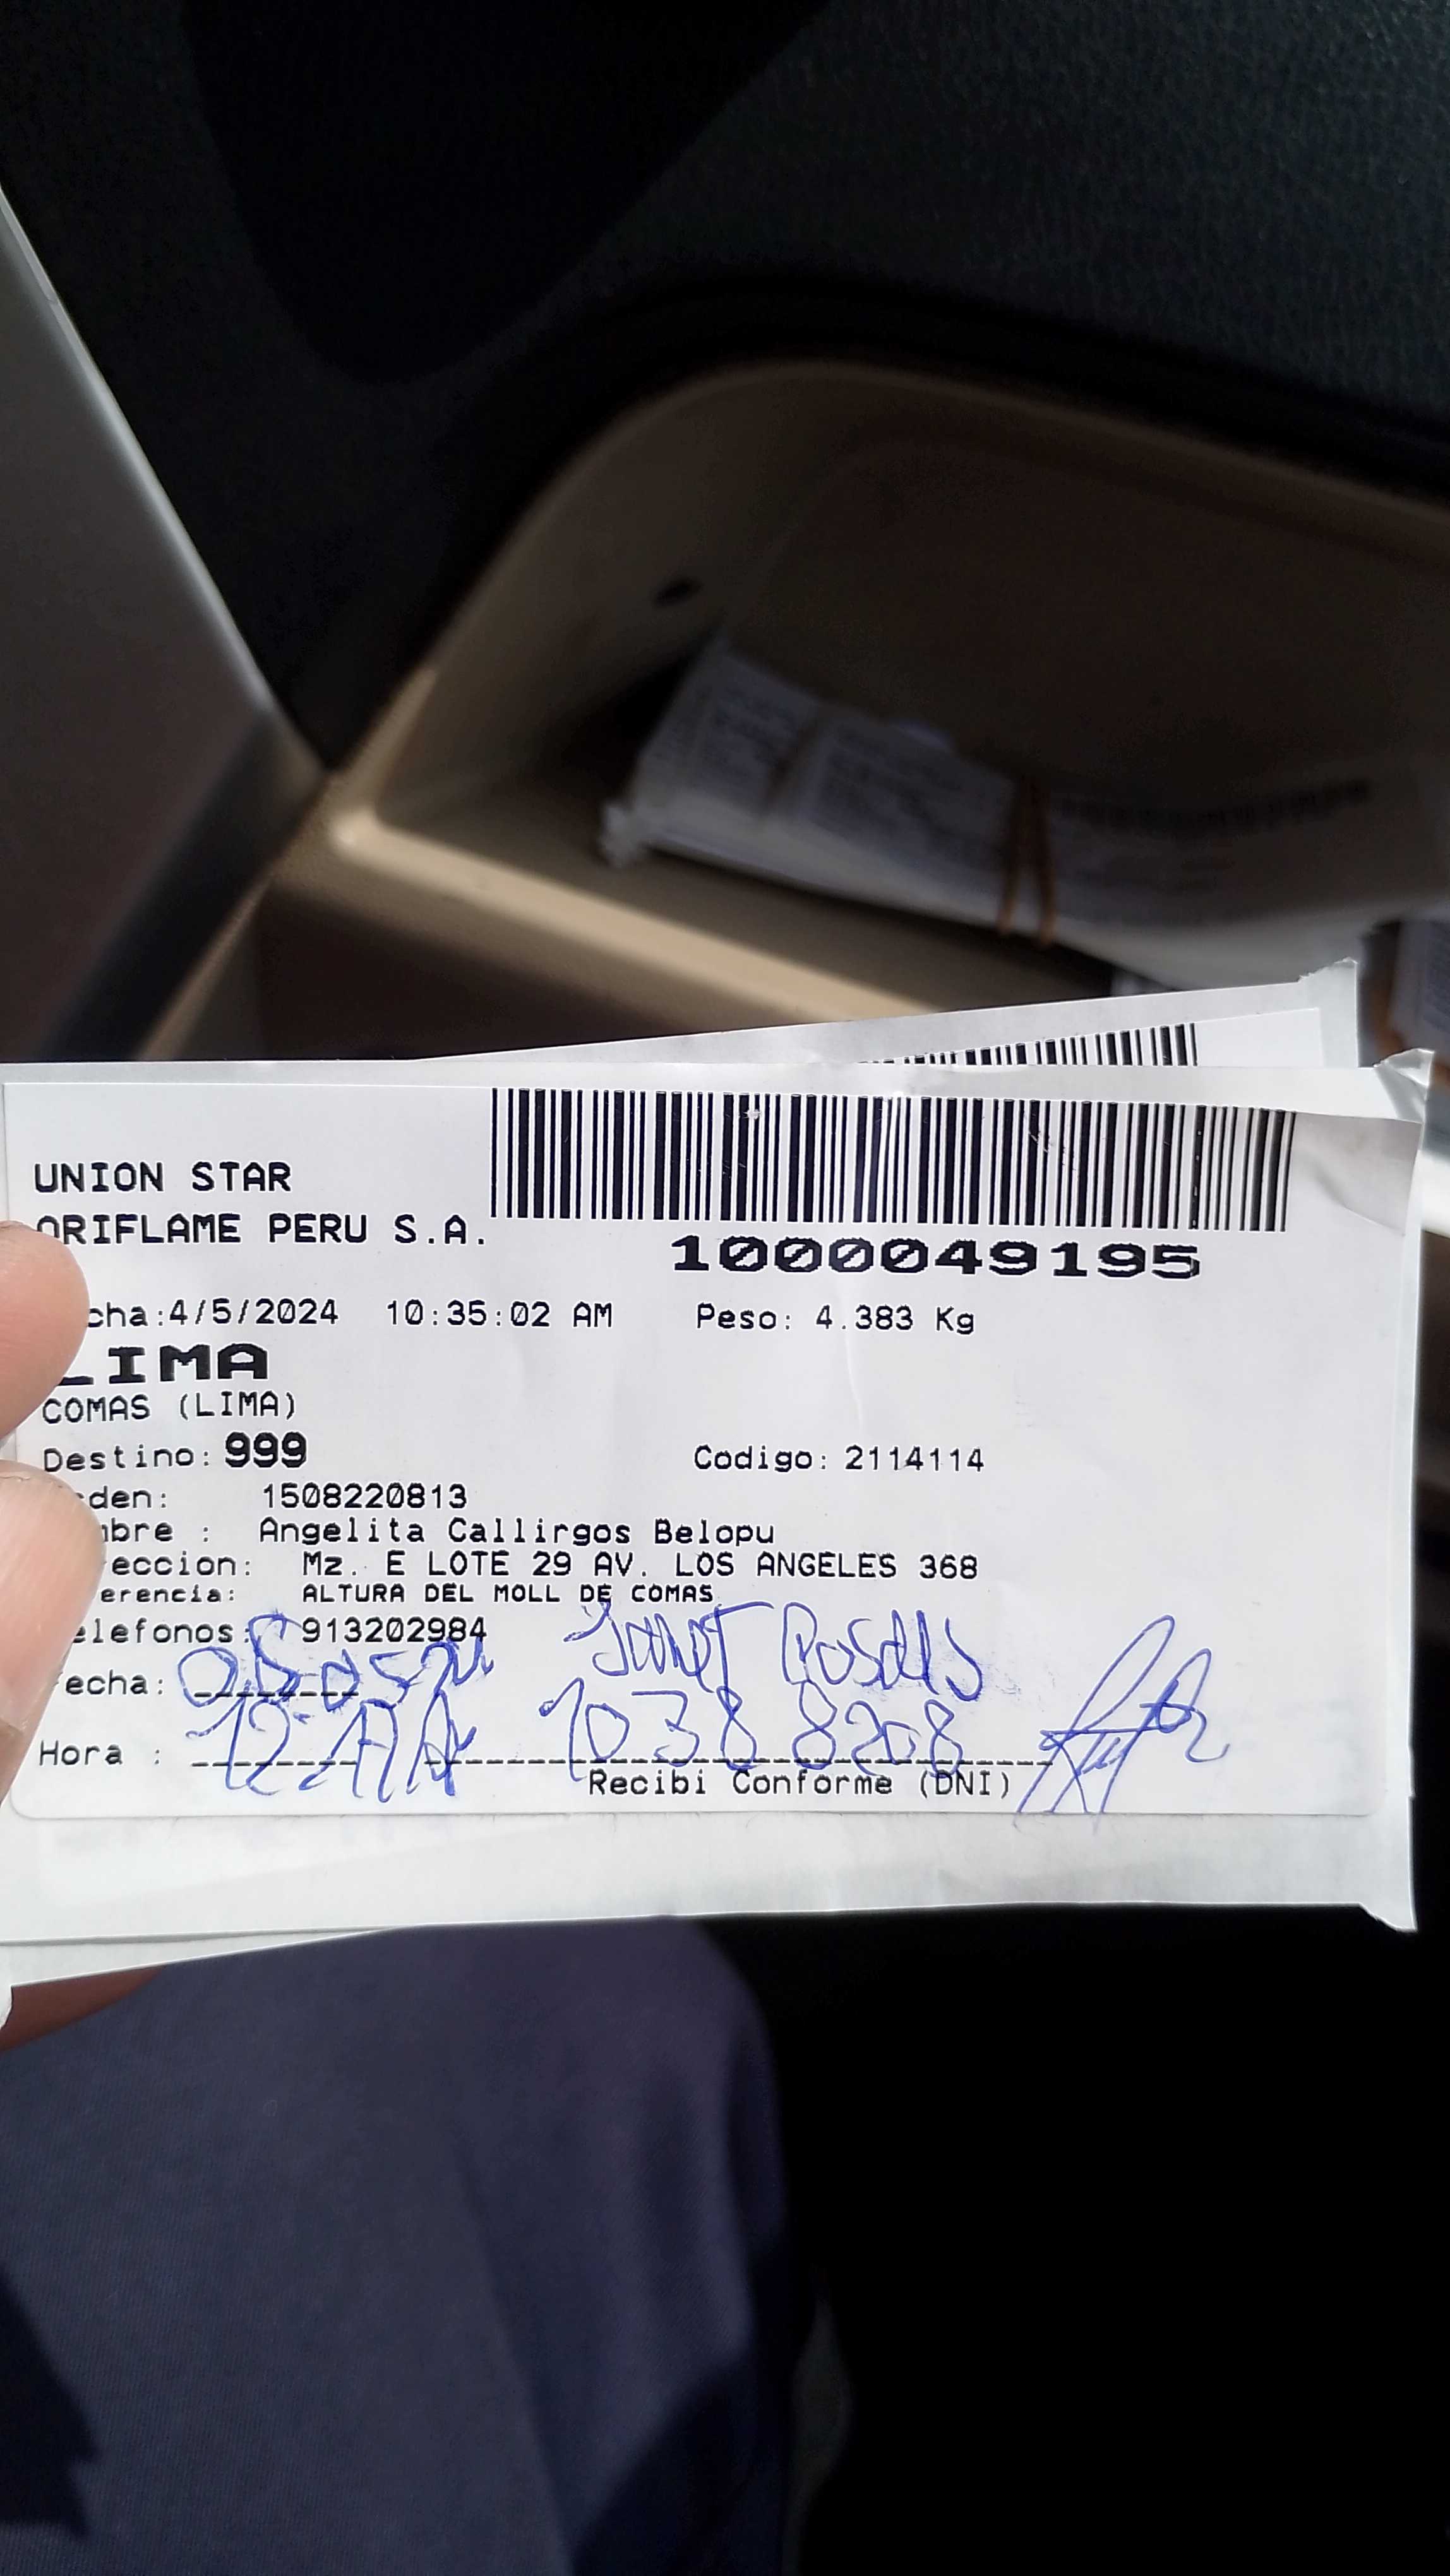 UNION STAR
ORIFLAME PERU S.A.
1000049195
cha:4/5/2024 10:35:02 AM Peso: 4.383 Kg
LIMA
COMAS (LIMA)
Destino: 999 Codigo: 2114114
den: 1508220813
mbre : Angelita Callirgos Belopu
eccion: Mz. E LOTE 29 AV. LOS ANGELES 368
erencia: ALTURA DEL MOLL DE COMAS
elefonos: 913202984
echa:
10388208
Hora :
Recibi Conforme (DNI)